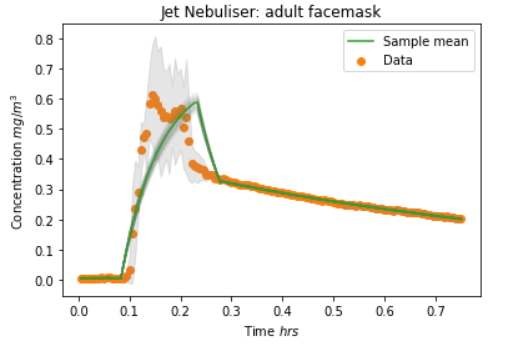 Jet Nebuliser: adult facemask
Sample mean
Data
0.8
0.7
0.6
0.5
0.4
0.3
0.2
0.1
0.0
Concentration mg/m³
0.0 0.1 0.2 0.3 0.4 0.5 0.6 0.7
Time hrs